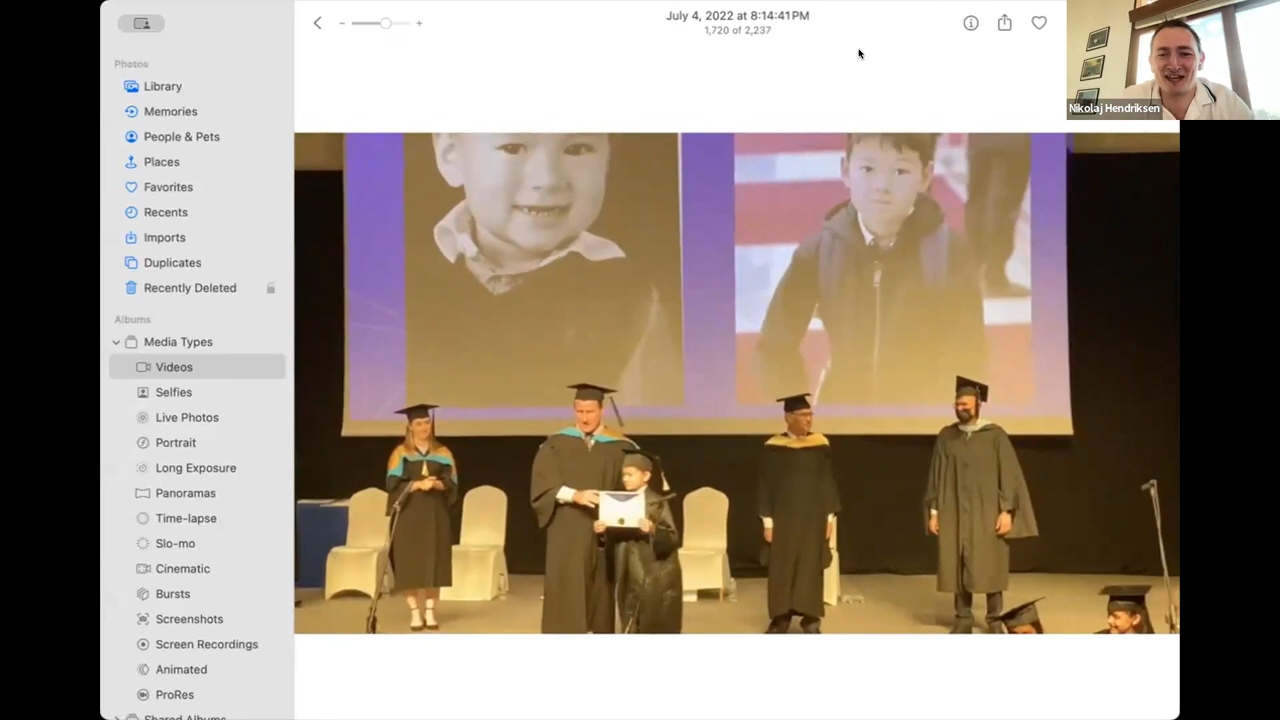 July 4, 2022 at 8:14:41 PM
1,720 of 2,237
Nikolaj Hendriksen
Photos
Library
Memories
People & Pets
Places
Favorites
Recents
Imports
Duplicates
Recently Deleted
Albums
Media Types
Videos
Selfies
Live Photos
Portrait
Long Exposure
Panoramas
Time-lapse
Slo-mo
Cinematic
Bursts
Screenshots
Screen Recordings
Animated
ProRes
Shared Albums